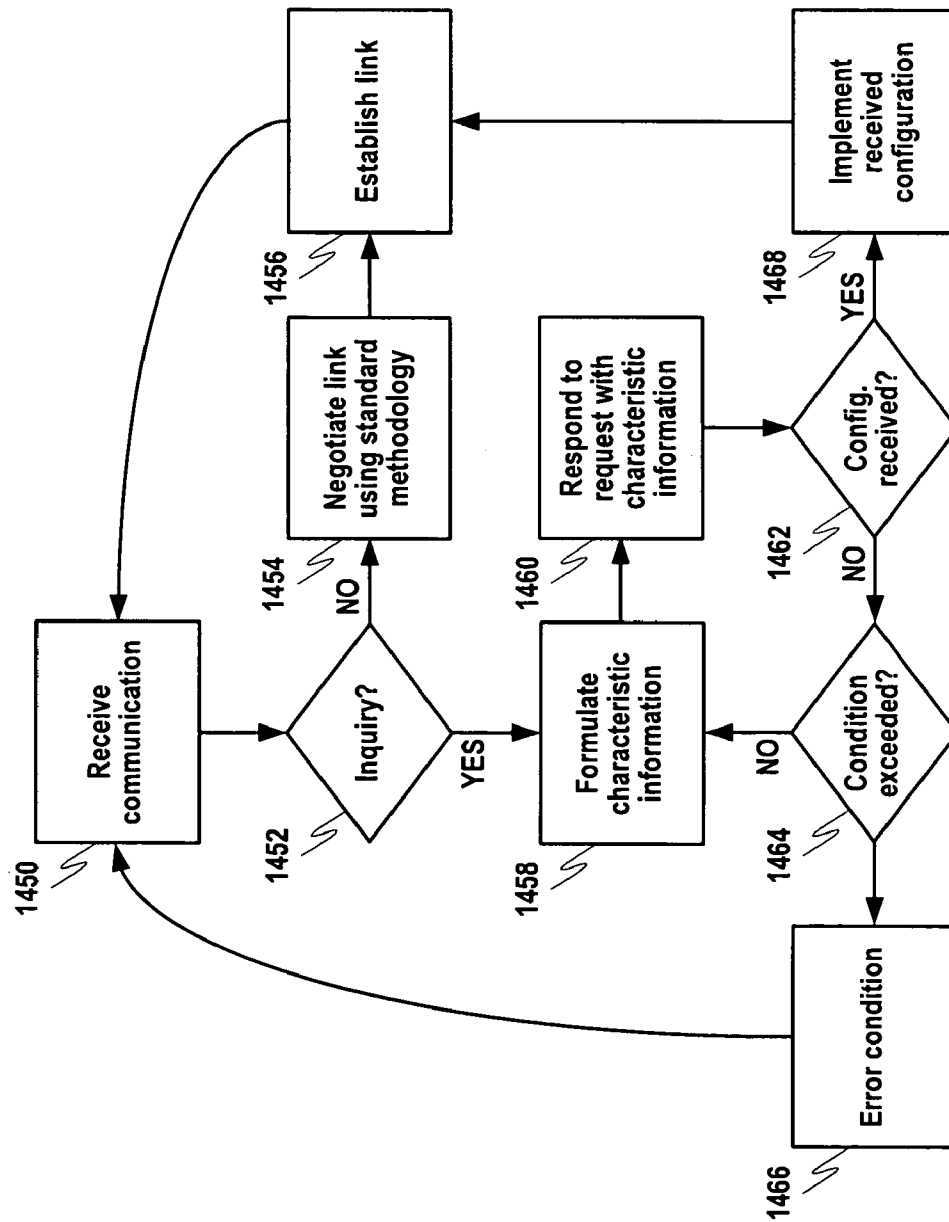 1450
Receive
communication
1452
Inquiry?
NO
YES
1454
Negotiate link
using standard
methodology
1456
Establish link
1458
Formulate
characteristic
information
1460
Respond to
request with
characteristic
information
1462
Config.
received?
NO
YES
1464
Condition
exceeded?
NO
1466
Error condition
1468
Implement
received
configuration